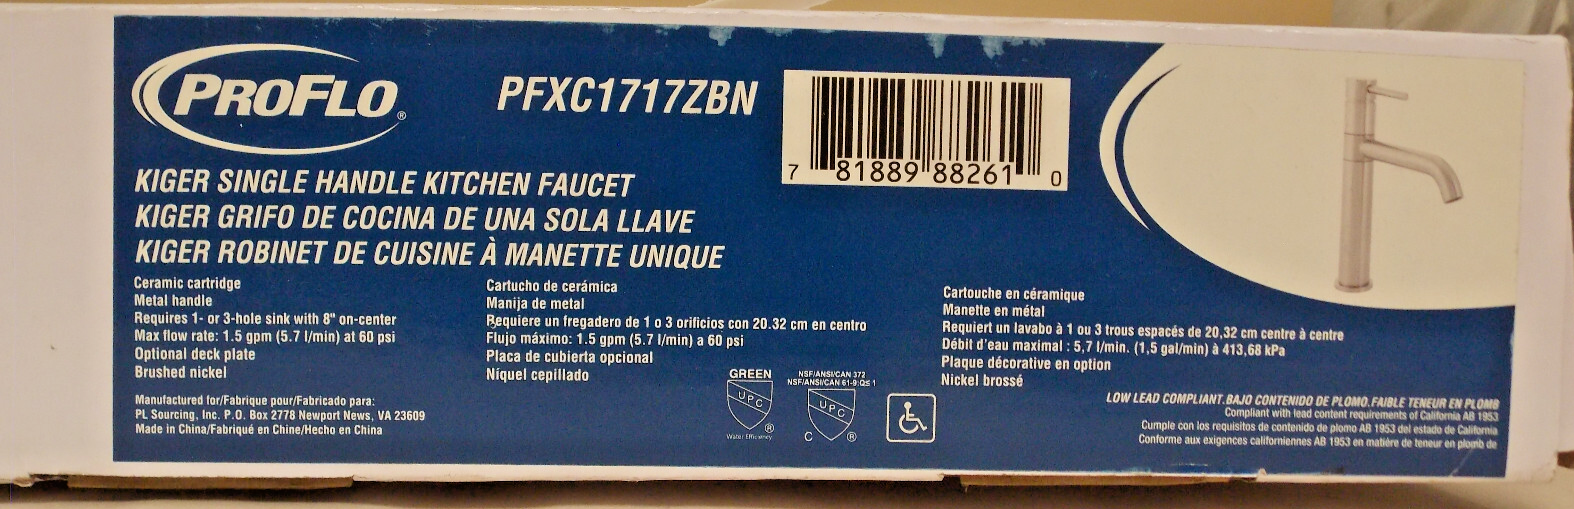 PROFLO®
PFXC1717ZBN
7 81889 88261 0
KIGER SINGLE HANDLE KITCHEN FAUCET
KIGER GRIFO DE COCINA DE UNA SOLA LLAVE
KIGER ROBINET DE CUISINE À MANETTE UNIQUE
Ceramic cartridge
Metal handle
Requires 1- or 3-hole sink with 8" on-center
Max flow rate: 1.5 gpm (5.7 l/min) at 60 psi
Optional deck plate
Brushed nickel
Cartucho de cerámica
Manija de metal
Requiere un fregadero de 1 o 3 orificios con 20.32 cm en centro
Flujo máximo: 1.5 gpm (5.7 l/min) a 60 psi
Placa de cubierta opcional
Níquel cepillado
Cartouche en céramique
Manette en métal
Requiert un lavabo à 1 ou 3 trous espacés de 20,32 cm centre à centre
Débit d'eau maximal : 5,7 l/min. (1,5 gal/min) à 413,68 kPa
Plaque décorative en option
Nickel brossé
Manufactured for/Fabrique pour/Fabricado para:
PL Sourcing, Inc. P.O. Box 2778 Newport News, VA 23609
Made in China/Fabriqué en Chine/Hecho en China
GREEN
UPC
®
Water Efficiency
NSF/ANSI/CAN 372
NSF/ANSI/CAN 61-9:Q≤ 1
UPC
C ®
LOW LEAD COMPLIANT.BAJO CONTENIDO DE PLOMO.FAIBLE TENEUR EN PLOMB
Compliant with lead content requirements of California AB 1953
Cumple con los requisitos de contenido de plomo AB 1953 del estado de California
Conforme aux exigences californiennes AB 1953 en matière de teneur en plomb de